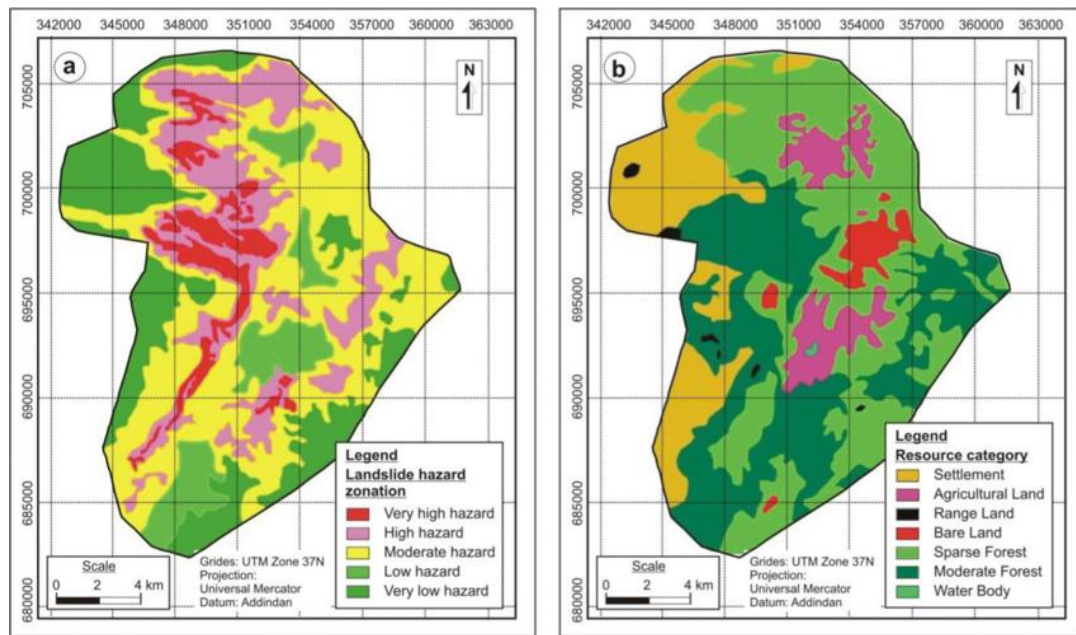 342000 345000 348000 351000 354000 357000 360000 363000
a
N
705000
700000
695000
690000
685000
680000
Legend
Landslide hazard
zonation
Very high hazard
High hazard
Moderate hazard
Low hazard
Very low hazard
Scale
0 2 4 km
Grides: UTM Zone 37N
Projection:
Universal Mercator
Datum: Addindan
342000 345000 348000 351000 354000 357000 360000 363000
b
N
705000
700000
695000
690000
685000
680000
Legend
Resource category
Settlement
Agricultural Land
Range Land
Bare Land
Sparse Forest
Moderate Forest
Water Body
Scale
0 2 4 km
Grides: UTM Zone 37N
Projection:
Universal Mercator
Datum: Addindan